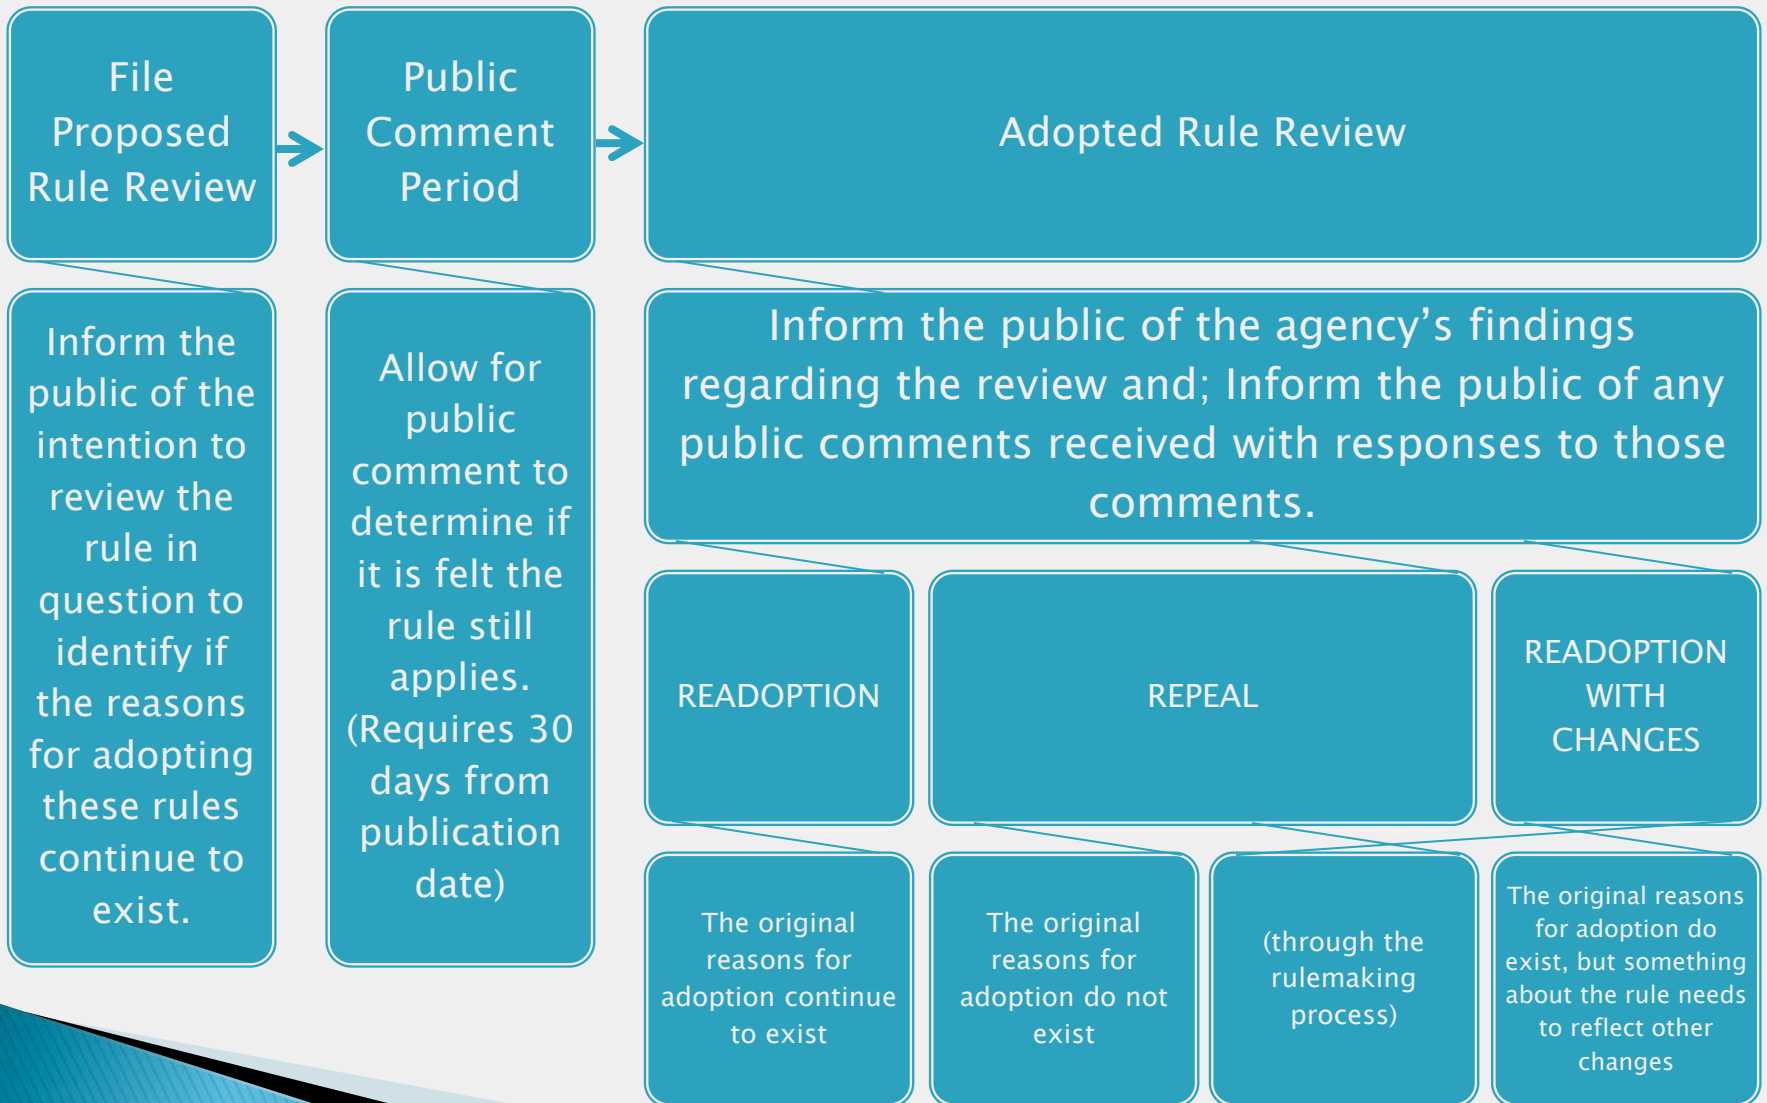 File
Proposed
Rule Review
Public
Comment
Period
Adopted Rule Review
Inform the
public of the
intention to
review the
rule in
question to
identify if
the reasons
for adopting
these rules
continue to
exist.
Allow for
public
comment to
determine if
it is felt the
rule still
applies.
(Requires 30
days from
publication
date)
Inform the public of the agency’s findings
regarding the review and; Inform the public of any
public comments received with responses to those
comments.
READOPTION
REPEAL
READOPTION
WITH
CHANGES
The original
reasons for
adoption continue
to exist
The original
reasons for
adoption do not
exist
(through the
rulemaking
process)
The original reasons
for adoption do
exist, but something
about the rule needs
to reflect other
changes